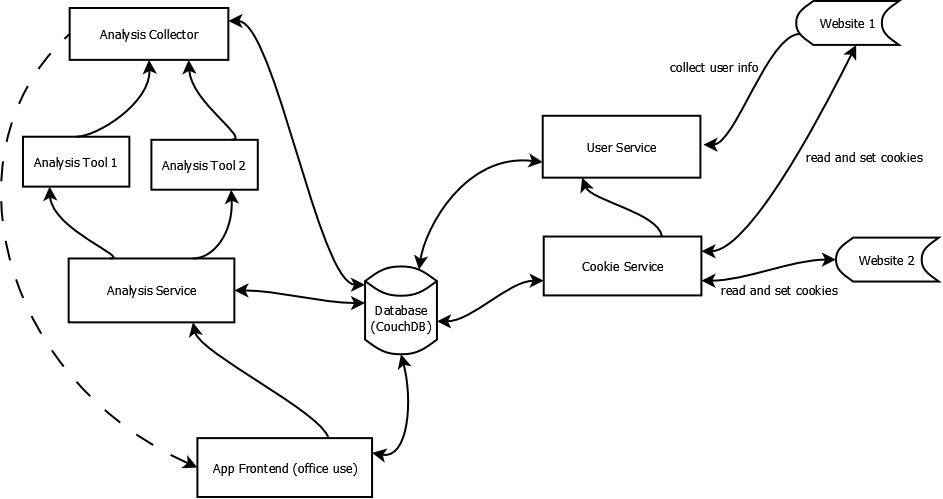 Analysis Collector
Website 1
collect user info
User Service
Analysis Tool 1
Analysis Tool 2
read and set cookies
Cookie Service
Website 2
Analysis Service
read and set cookies
Database
(CouchDB)
App Frontend (office use)